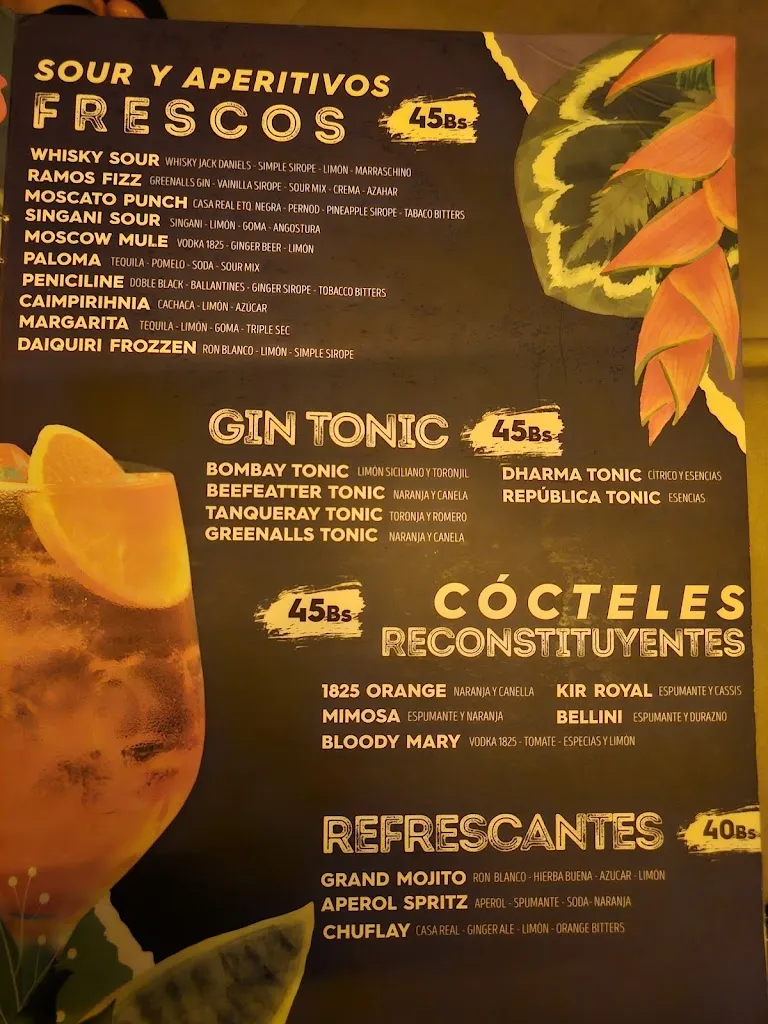 SOUR Y APERITIVOS
FRESCOS 45Bs
WHISKY SOUR WHISKY JACK DANIELS - SIMPLE SIROPE - LIMÓN - MARRASCHINO
RAMOS FIZZ GREENALLS GIN - VAINILLA SIROPE - SOUR MIX - CREMA - AZAHAR
MOSCATO PUNCH CASA REAL ETQ. NEGRA - PERNOD - PINEAPPLE SIROPE - TABACO BITTERS
SINGANI SOUR SINGANI - LIMÓN - GOMA - ANGOSTURA
MOSCOW MULE VODKA 1825 - GINGER BEER - LIMÓN
PALOMA TEQUILA - POMELO - SODA - SOUR MIX
PENICILINE DOBLE BLACK - BALLANTINES - GINGER SIROPE - TOBACCO BITTERS
CAIMPIRIHNIA CACHACA - LIMÓN - AZÚCAR
MARGARITA TEQUILA - LIMÓN - GOMA - TRIPLE SEC
DAIQUIRI FROZZEN RON BLANCO - LIMÓN - SIMPLE SIROPE
GIN TONIC 45Bs
BOMBAY TONIC LIMÓN SICILIANO Y TORONJIL
BEEFEATTER TONIC NARANJA Y CANELA
TANQUERAY TONIC TORONJA Y ROMERO
GREENALLS TONIC NARANJA Y CANELA
DHARMA TONIC CÍTRICO Y ESENCIAS
REPÚBLICA TONIC ESENCIAS
45Bs CÓCTELES
RECONSTITUYENTES
1825 ORANGE NARANJA Y CANELLA
MIMOSA ESPUMANTE Y NARANJA
BLOODY MARY VODKA 1825 - TOMATE - ESPECIAS Y LIMÓN
KIR ROYAL ESPUMANTE Y CASSIS
BELLINI ESPUMANTE Y DURAZNO
REFRESCANTES 40Bs
GRAND MOJITO RON BLANCO - HIERBA BUENA - AZUCAR - LIMÓN
APEROL SPRITZ APEROL - SPUMANTE - SODA- NARANJA
CHUFLAY CASA REAL - GINGER ALE - LIMÓN - ORANGE BITTERS